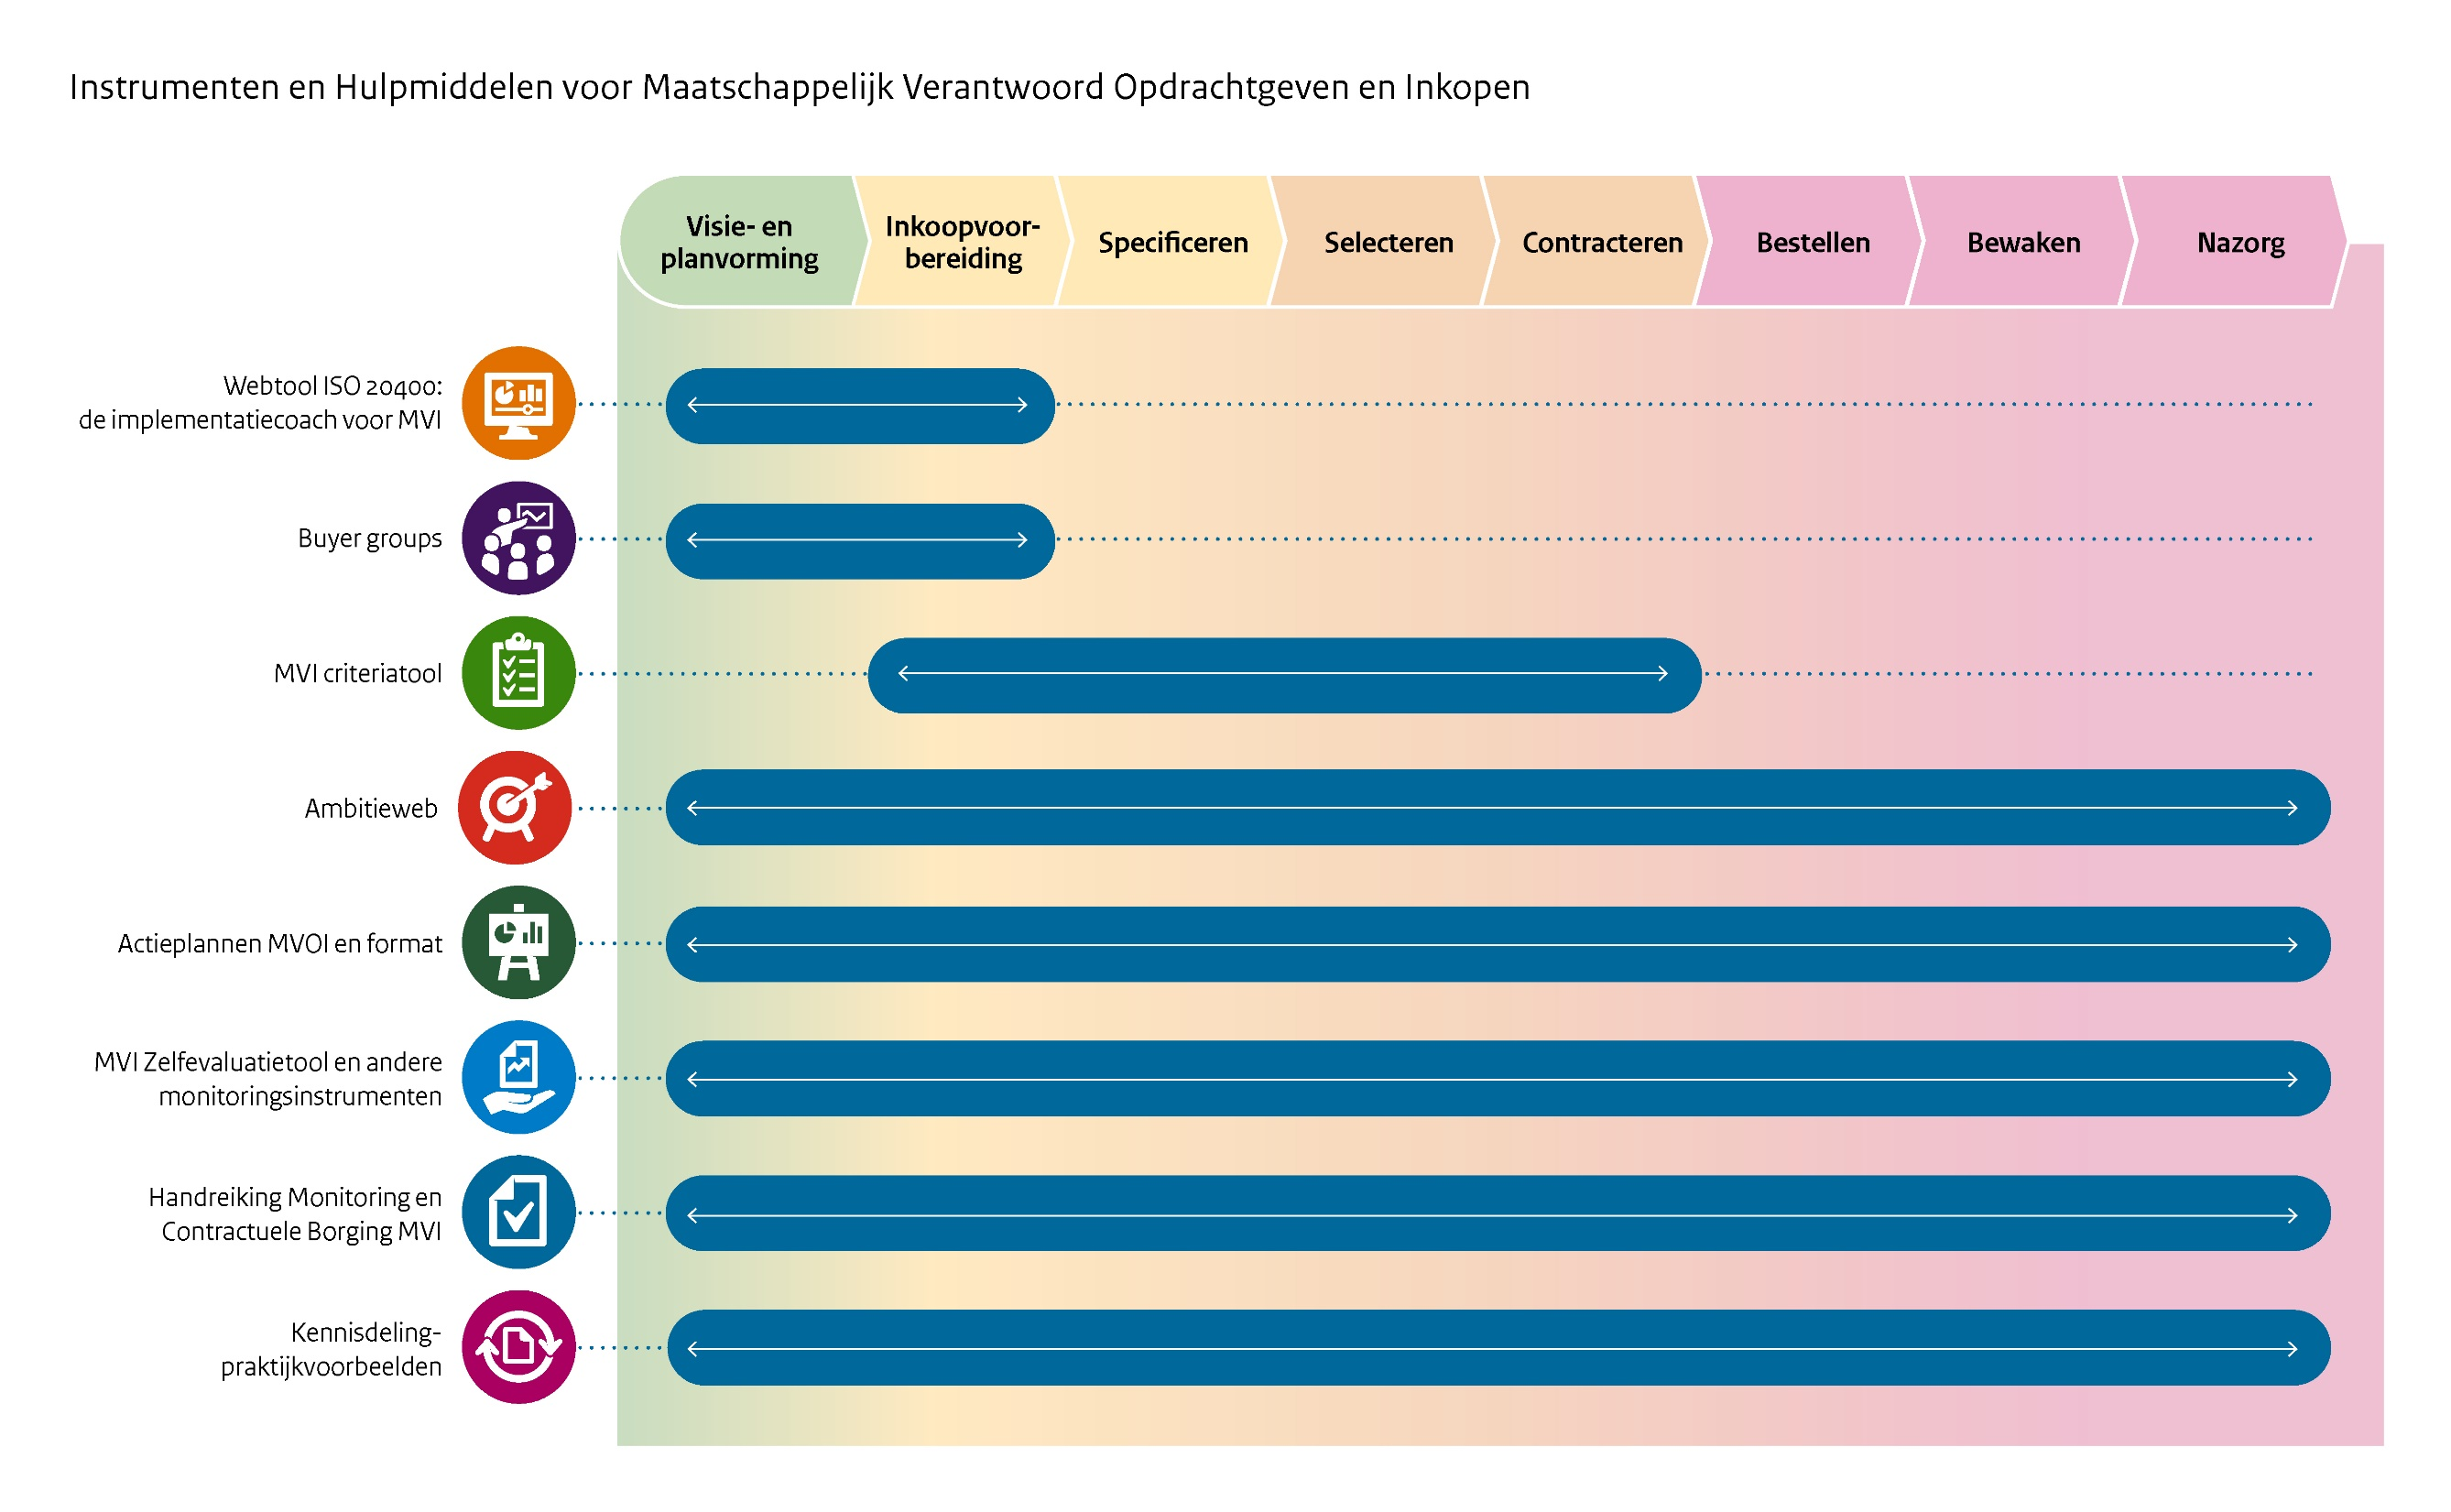 Instrumenten en Hulpmiddelen voor Maatschappelijk Verantwoord Opdrachtgeven en Inkopen
Visie- en
planvorming
Inkoopvoor-
bereiding
Specificeren
Selecteren
Contracteren
Bestellen
Bewaken
Nazorg
Webtool ISO 20400:
de implementatiecoach voor MVI
Buyer groups
MVI criteriatool
Ambitieweb
Actieplannen MVOI en format
MVI Zelfevaluatietool en andere
monitoringsinstrumenten
Handreiking Monitoring en
Contractuele Borging MVI
Kennisdeling-
praktijkvoorbeelden